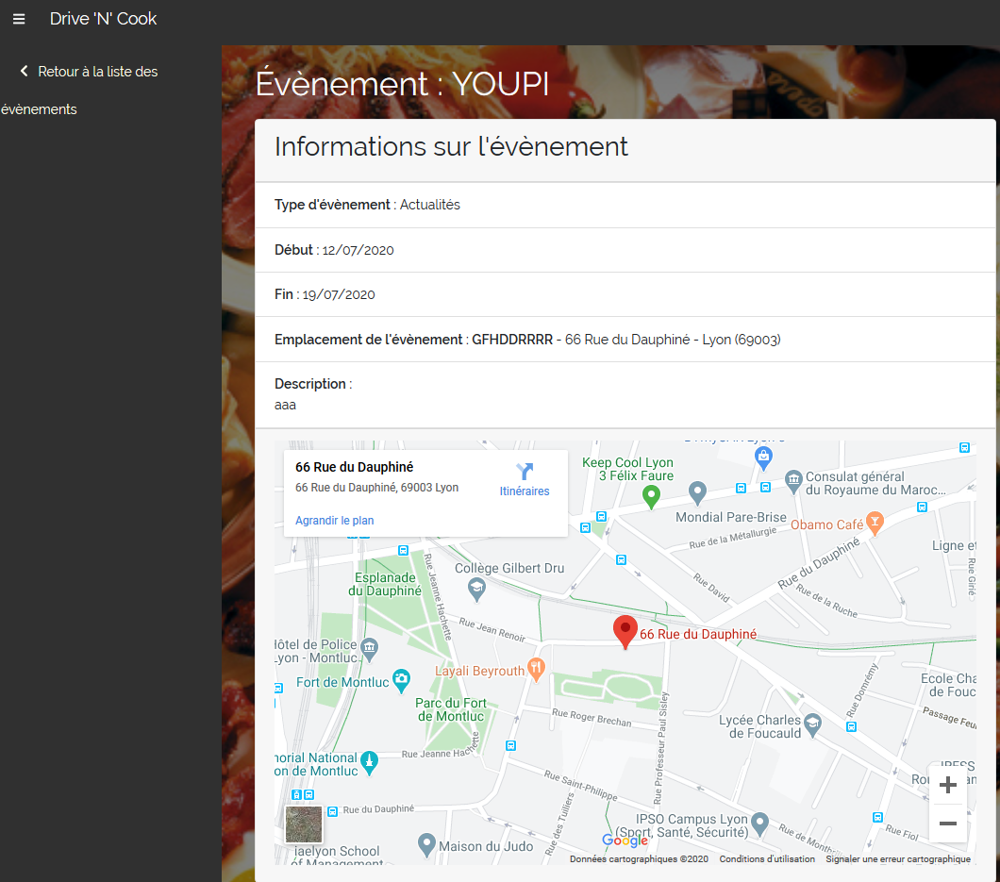 Drive 'N' Cook
Retour à la liste des
évènements
Évènement : YOUPI
Informations sur l'évènement
Type d'évènement : Actualités
Début : 12/07/2020
Fin : 19/07/2020
Emplacement de l'évènement : GFHDDRRRR - 66 Rue du Dauphiné - Lyon (69003)
Description :
aaa
66 Rue du Dauphiné
66 Rue du Dauphiné, 69003 Lyon
Itinéraires
Agrandir le plan
Keep Cool Lyon
3 Félix Faure
Consulat général
du Royaume du Maroc...
Mondial Pare-Brise
Obamo Café
Rue de la Métallurgie
Ligne et
Rue Girié
Rue du Dauphiné
Rue David
Rue de la Ruche
Collège Gilbert Dru
Esplanade
du Dauphiné
Rue Jeanne Hachette
Rue Jean Renoir
66 Rue du Dauphiné
Hôtel de Police
Lyon - Montluc
Layali Beyrouth
Fort de Montluc
Parc du Fort
de Montluc
Rue Roger Brechan
Rue Professeur Paul Sisley
Rue Domrémy
Ecole Cha
de Fouc
Lycée Charles
de Foucauld
Passage Feui
Rue Jeanne Hachette
morial National
on de Montluc
Rue Saint-Philippe
Rue des Tuiliers
Rue du Dauphiné
IPSO Campus Lyon
(Sport, Santé, Sécurité)
Rue de Montb
Rue Fiol
Maison du Judo
aelyon School
of Management
Google
Données cartographiques ©2020
Conditions d'utilisation
Signaler une erreur cartographique